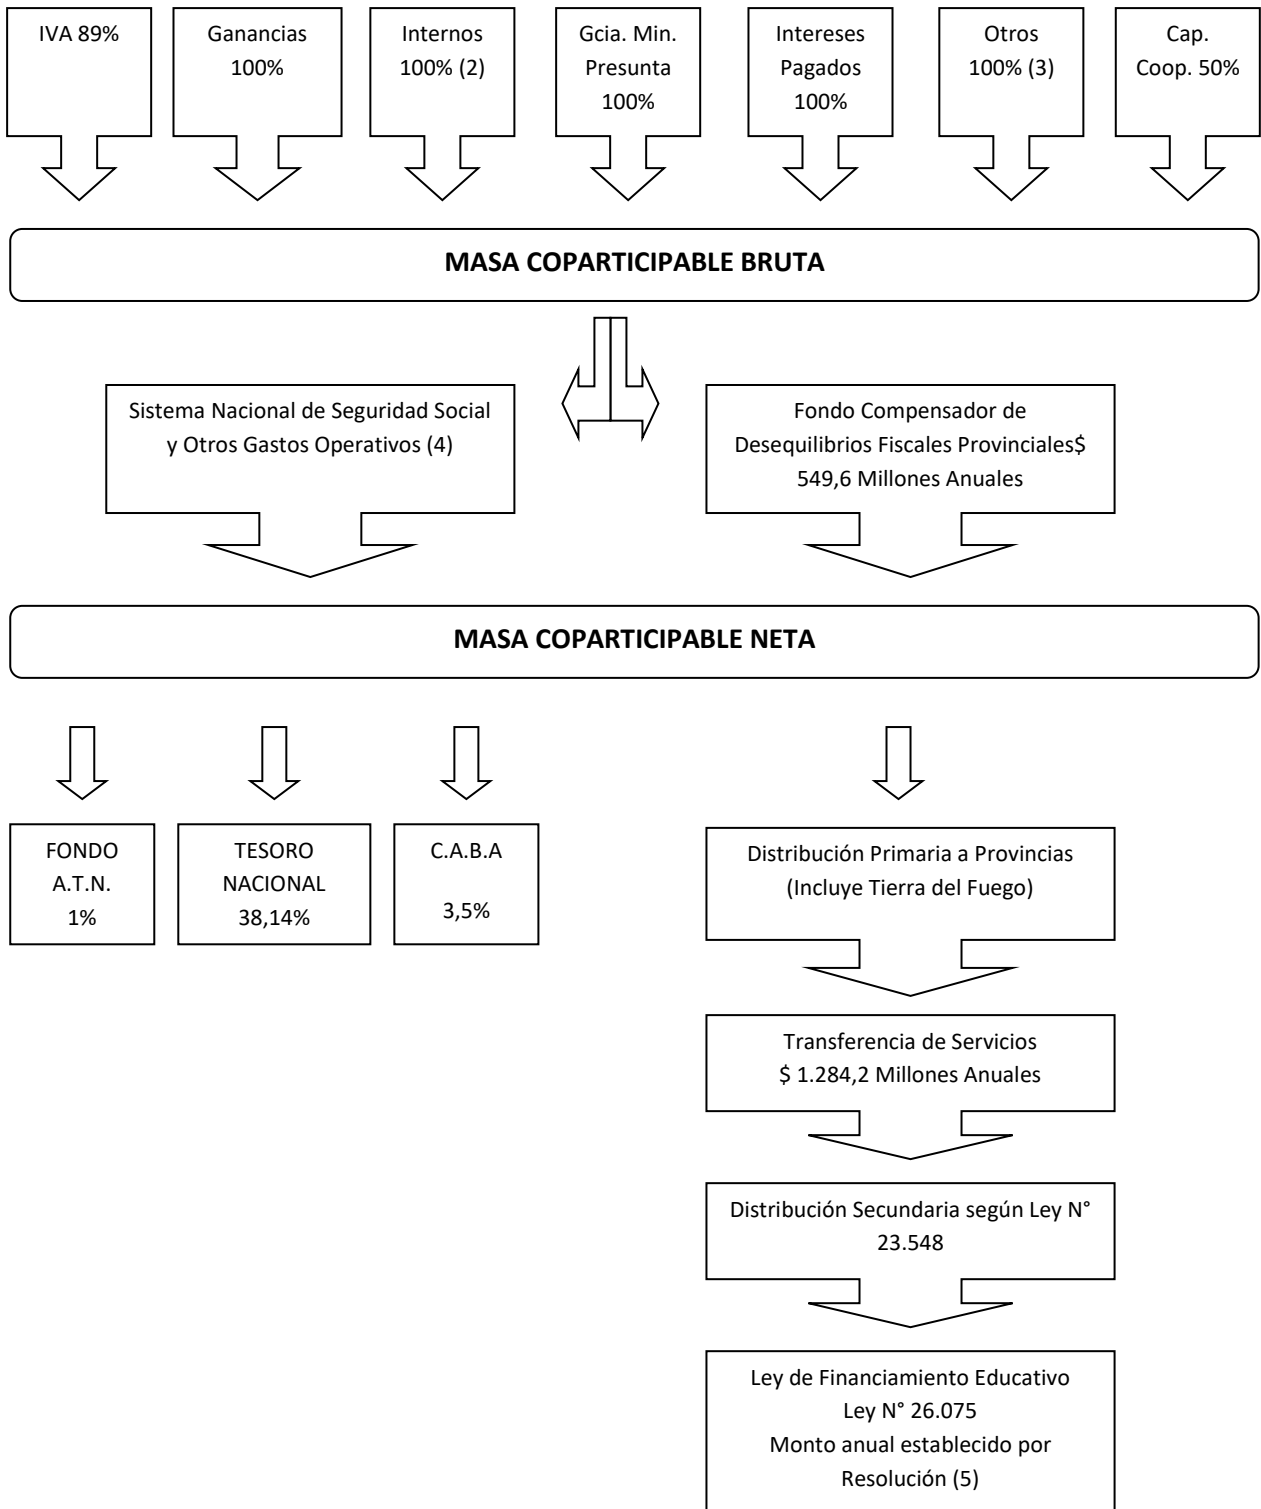 IVA 89%
Ganancias
100%
Internos
100% (2)
Gcia. Min.
Presunta
100%
Intereses
Pagados
100%
Otros
100% (3)
Cap.
Coop. 50%
MASA COPARTICIPABLE BRUTA
Sistema Nacional de Seguridad Social
y Otros Gastos Operativos (4)
Fondo Compensador de
Desequilibrios Fiscales Provinciales$
549,6 Millones Anuales
MASA COPARTICIPABLE NETA
FONDO
A.T.N.
1%
TESORO
NACIONAL
38,14%
C.A.B.A
3,5%
Distribución Primaria a Provincias
(Incluye Tierra del Fuego)
Transferencia de Servicios
$ 1.284,2 Millones Anuales
Distribución Secundaria según Ley N°
23.548
Ley de Financiamiento Educativo
Ley N° 26.075
Monto anual establecido por
Resolución (5)